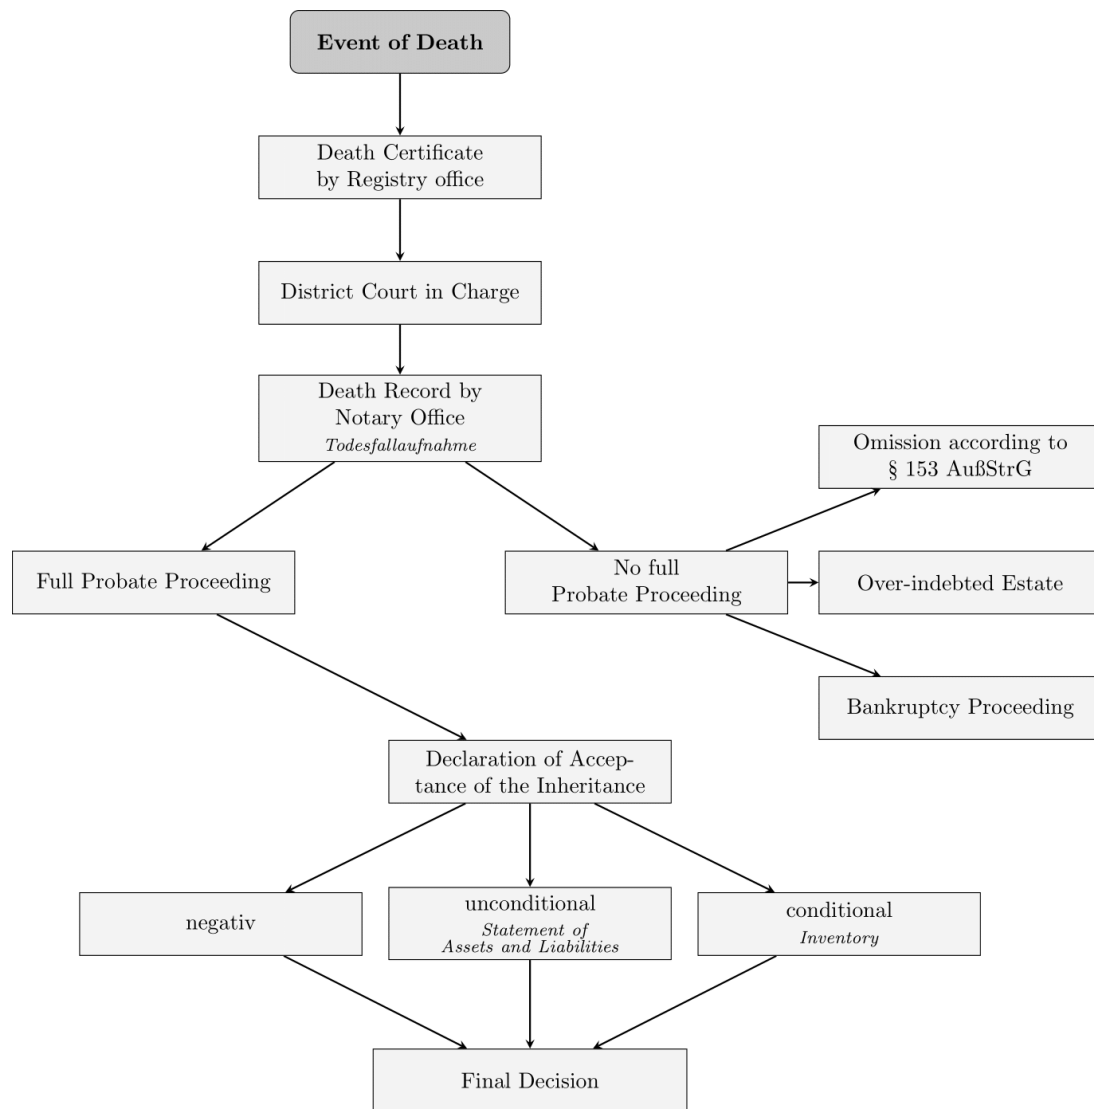 Event of Death
Death Certificate
by Registry office
District Court in Charge
Death Record by
Notary Office
Todesfallaufnahme
Omission according to
§ 153 AußStrG
Full Probate Proceeding
No full
Probate Proceeding
Over-indebted Estate
Bankruptcy Proceeding
Declaration of Accep-
tance of the Inheritance
negativ
unconditional
Statement of
Assets and Liabilities
conditional
Inventory
Final Decision